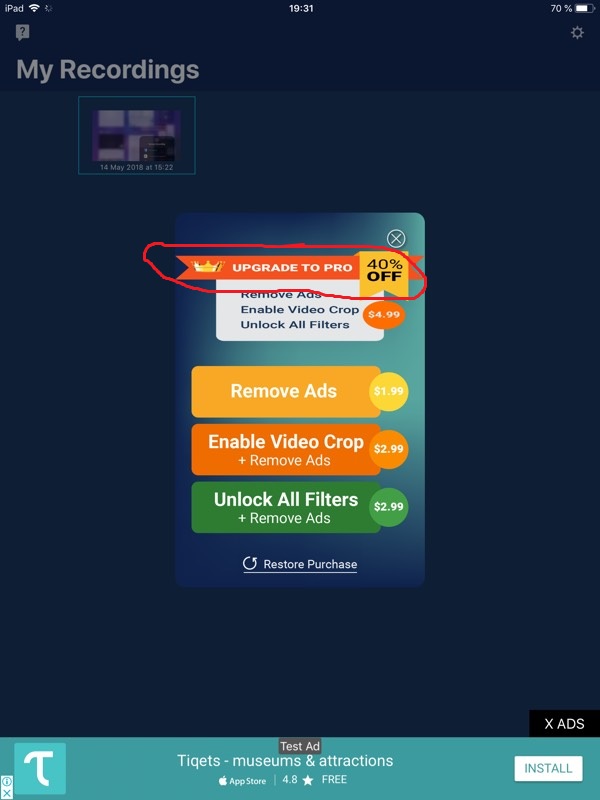 iPad 19:31 70 %
?
My Recordings
14 May 2018 at 15:22
UPGRADE TO PRO
40%
OFF
Remove Ads
Enable Video Crop
Unlock All Filters
$4.99
Remove Ads
$1.99
Enable Video Crop
+ Remove Ads
$2.99
Unlock All Filters
+ Remove Ads
$2.99
Restore Purchase
X ADS
Test Ad
Tiqets - museums & attractions
App Store 4.8 ★ FREE
INSTALL